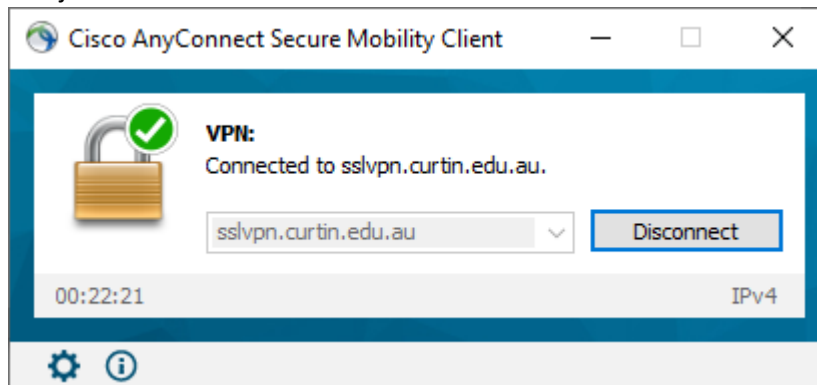 Cisco AnyConnect Secure Mobility Client
VPN:
Connected to sslvpn.curtin.edu.au.
sslvpn.curtin.edu.au
Disconnect
00:22:21
IPv4